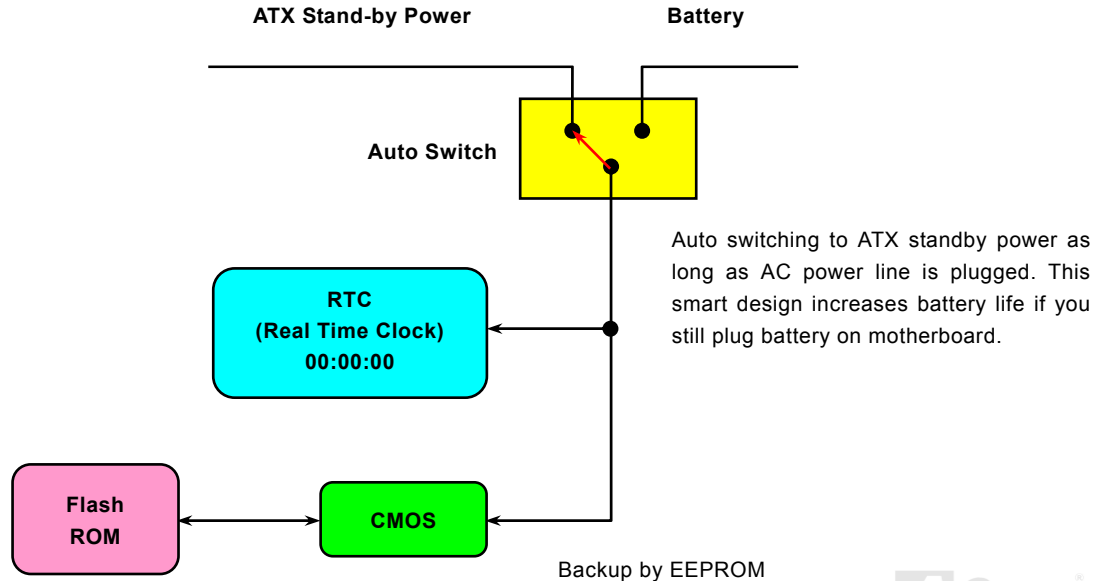 ATX Stand-by Power
Battery
Auto Switch
Auto switching to ATX standby power as
long as AC power line is plugged. This
smart design increases battery life if you
still plug battery on motherboard.
RTC
(Real Time Clock)
00:00:00
Flash
ROM
CMOS
Backup by EEPROM